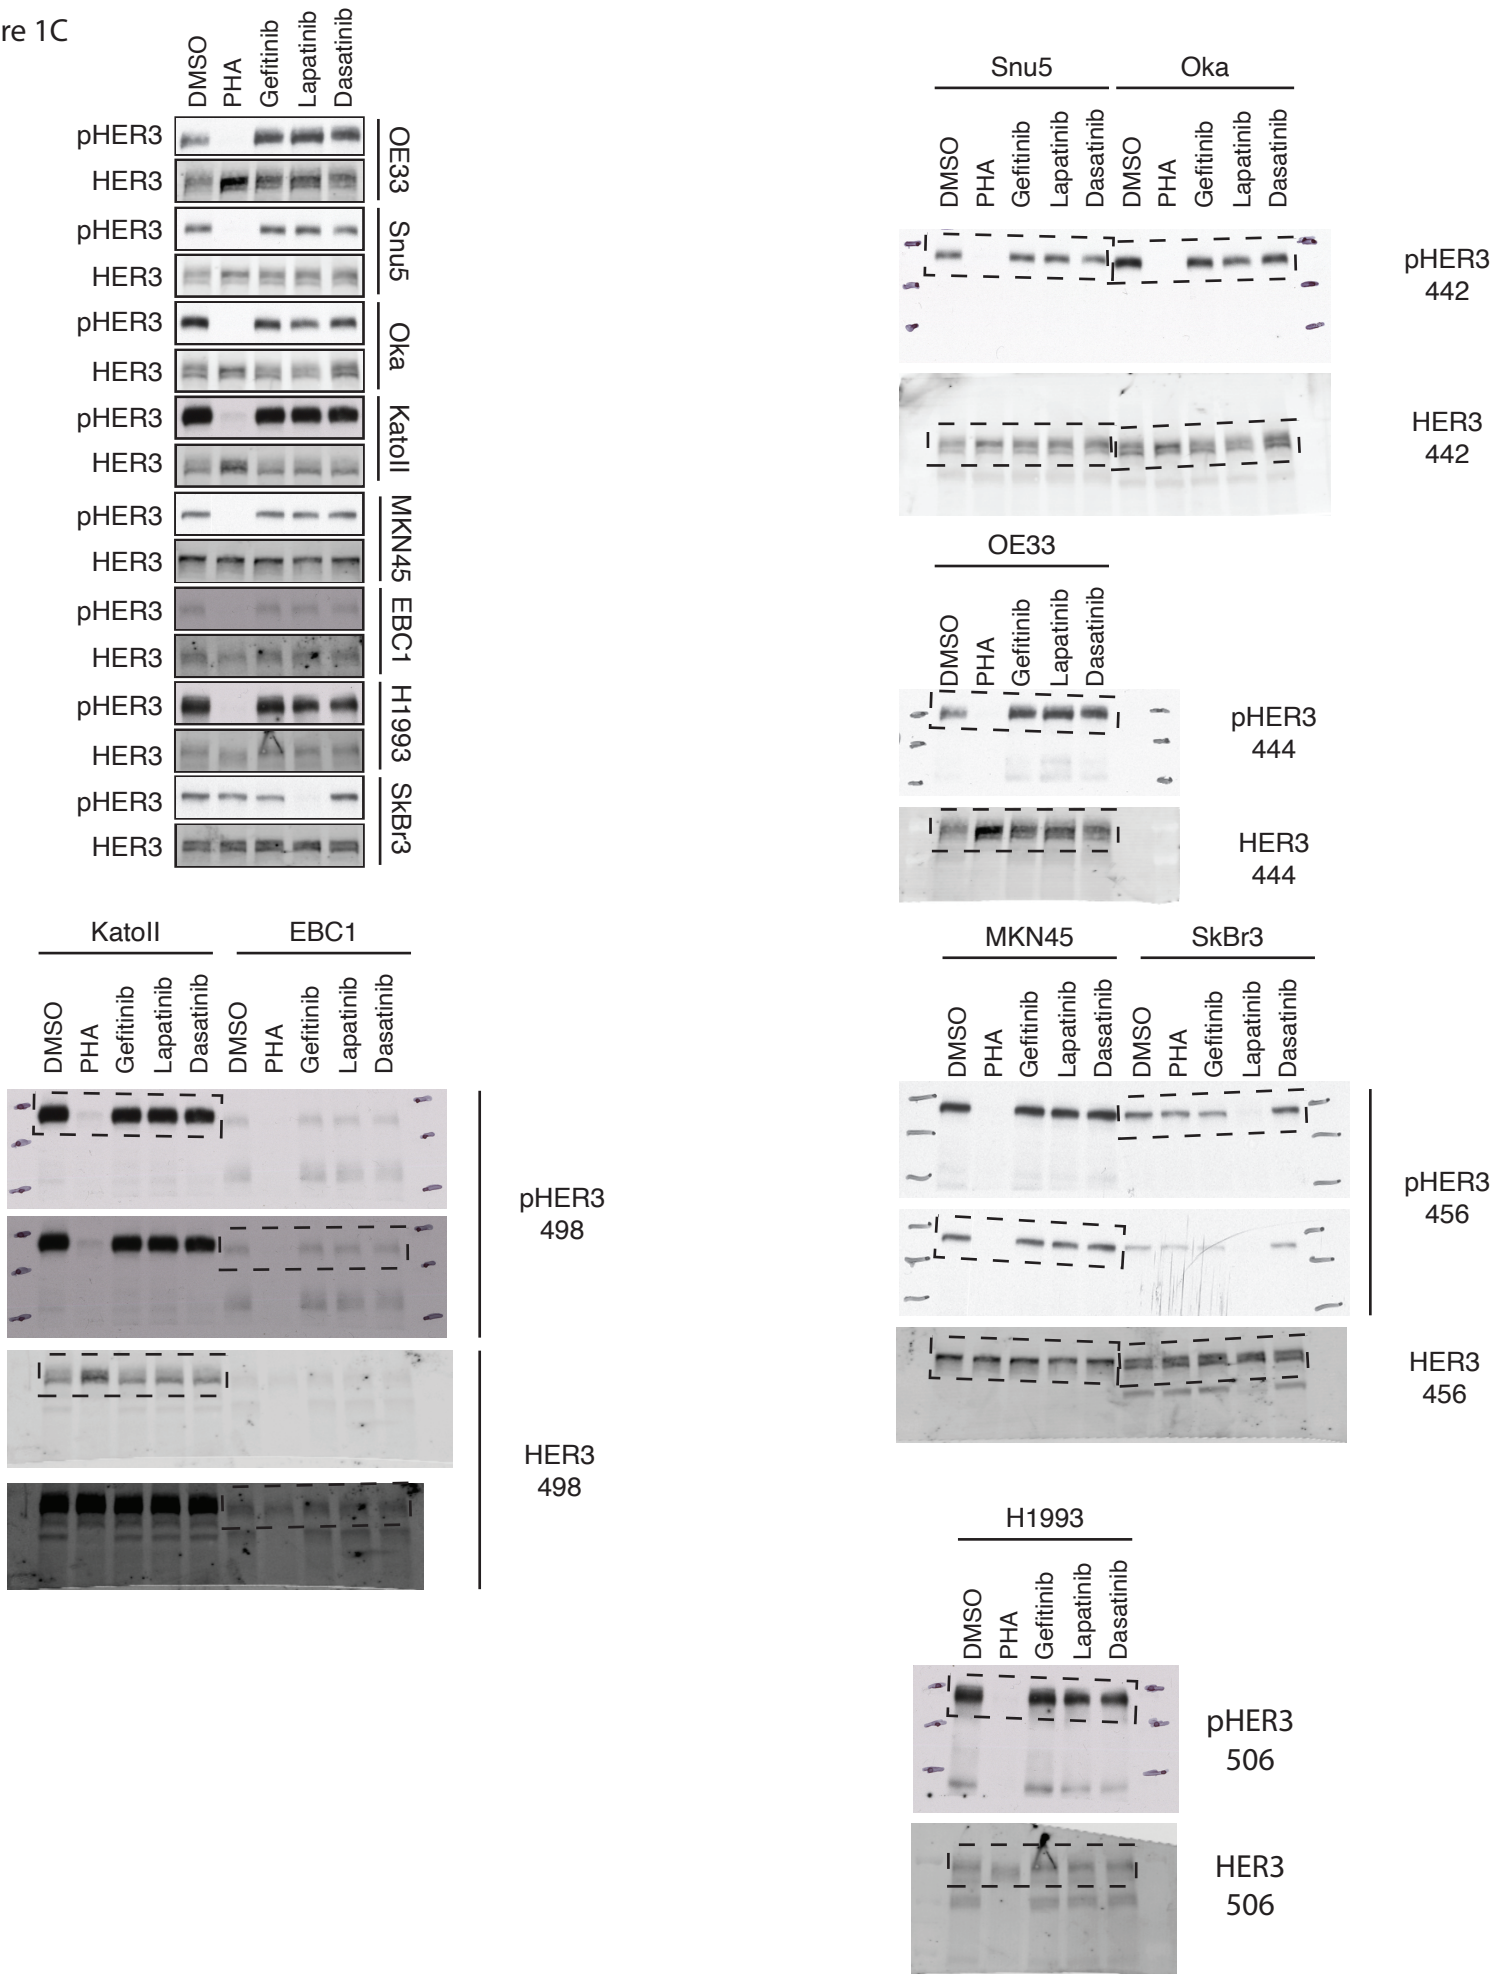 re 1C
DMSO
PHA
Gefitinib
Lapatinib
Dasatinib
pHER3
HER3
OE33
pHER3
HER3
Snu5
pHER3
HER3
Oka
pHER3
HER3
KatoII
pHER3
HER3
MKN45
pHER3
HER3
EBC1
pHER3
HER3
H1993
pHER3
HER3
SkBr3
KatoII
EBC1
DMSO
PHA
Gefitinib
Lapatinib
Dasatinib
DMSO
PHA
Gefitinib
Lapatinib
Dasatinib
pHER3
498
HER3
498
Snu5
Oka
DMSO
PHA
Gefitinib
Lapatinib
Dasatinib
DMSO
PHA
Gefitinib
Lapatinib
Dasatinib
pHER3
442
HER3
442
OE33
DMSO
PHA
Gefitinib
Lapatinib
Dasatinib
pHER3
444
HER3
444
MKN45
SkBr3
DMSO
PHA
Gefitinib
Lapatinib
Dasatinib
DMSO
PHA
Gefitinib
Lapatinib
Dasatinib
pHER3
456
HER3
456
H1993
DMSO
PHA
Gefitinib
Lapatinib
Dasatinib
pHER3
506
HER3
506